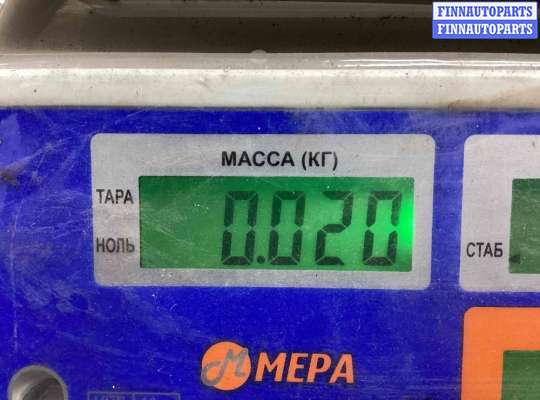 FINNAUTOPARTS
FINNAUTOPARTS
МАССА (КГ)
ТАРА
0.020
НОЛЬ
СТАБ
МЕРА